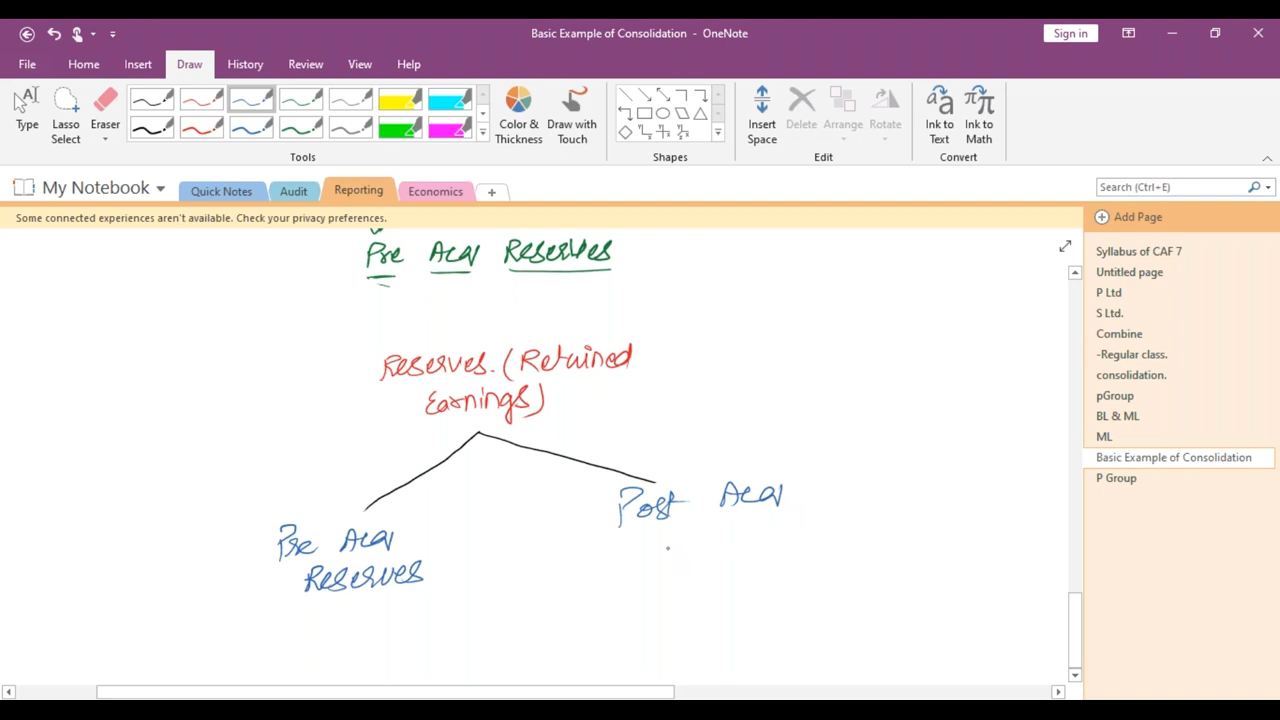 Basic Example of Consolidation - OneNote
Sign in
File Home Insert Draw History Review View Help
Type
Lasso Select
Eraser
Color & Thickness
Draw with Touch
Insert Space
Delete
Arrange
Rotate
Ink to Text
Ink to Math
Tools
Shapes
Edit
Convert
My Notebook
Quick Notes
Audit
Reporting
Economics
Search (Ctrl+E)
Some connected experiences aren't available. Check your privacy preferences.
Add Page
Syllabus of CAF 7
Untitled page
P Ltd
S Ltd.
Combine
-Regular class.
consolidation.
pGroup
BL & ML
ML
Basic Example of Consolidation
P Group
Pre Acqr Reserves
Reserves. (Retained
Earnings)
Pre Acqr
Reserves
Post Acqr